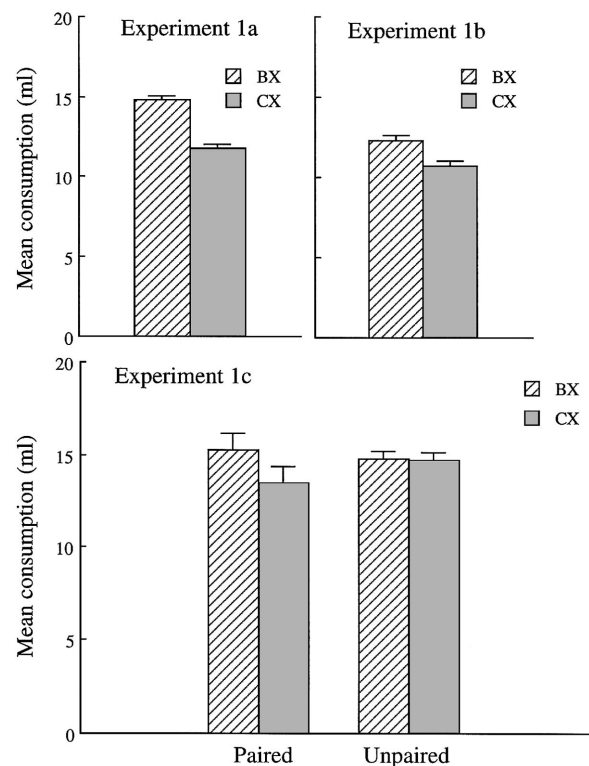 20
Experiment 1a
Experiment 1b
BX
CX
BX
CX
15
10
5
0
Mean consumption (ml)
20
Experiment 1c
BX
CX
15
10
5
0
Mean consumption (ml)
Paired
Unpaired